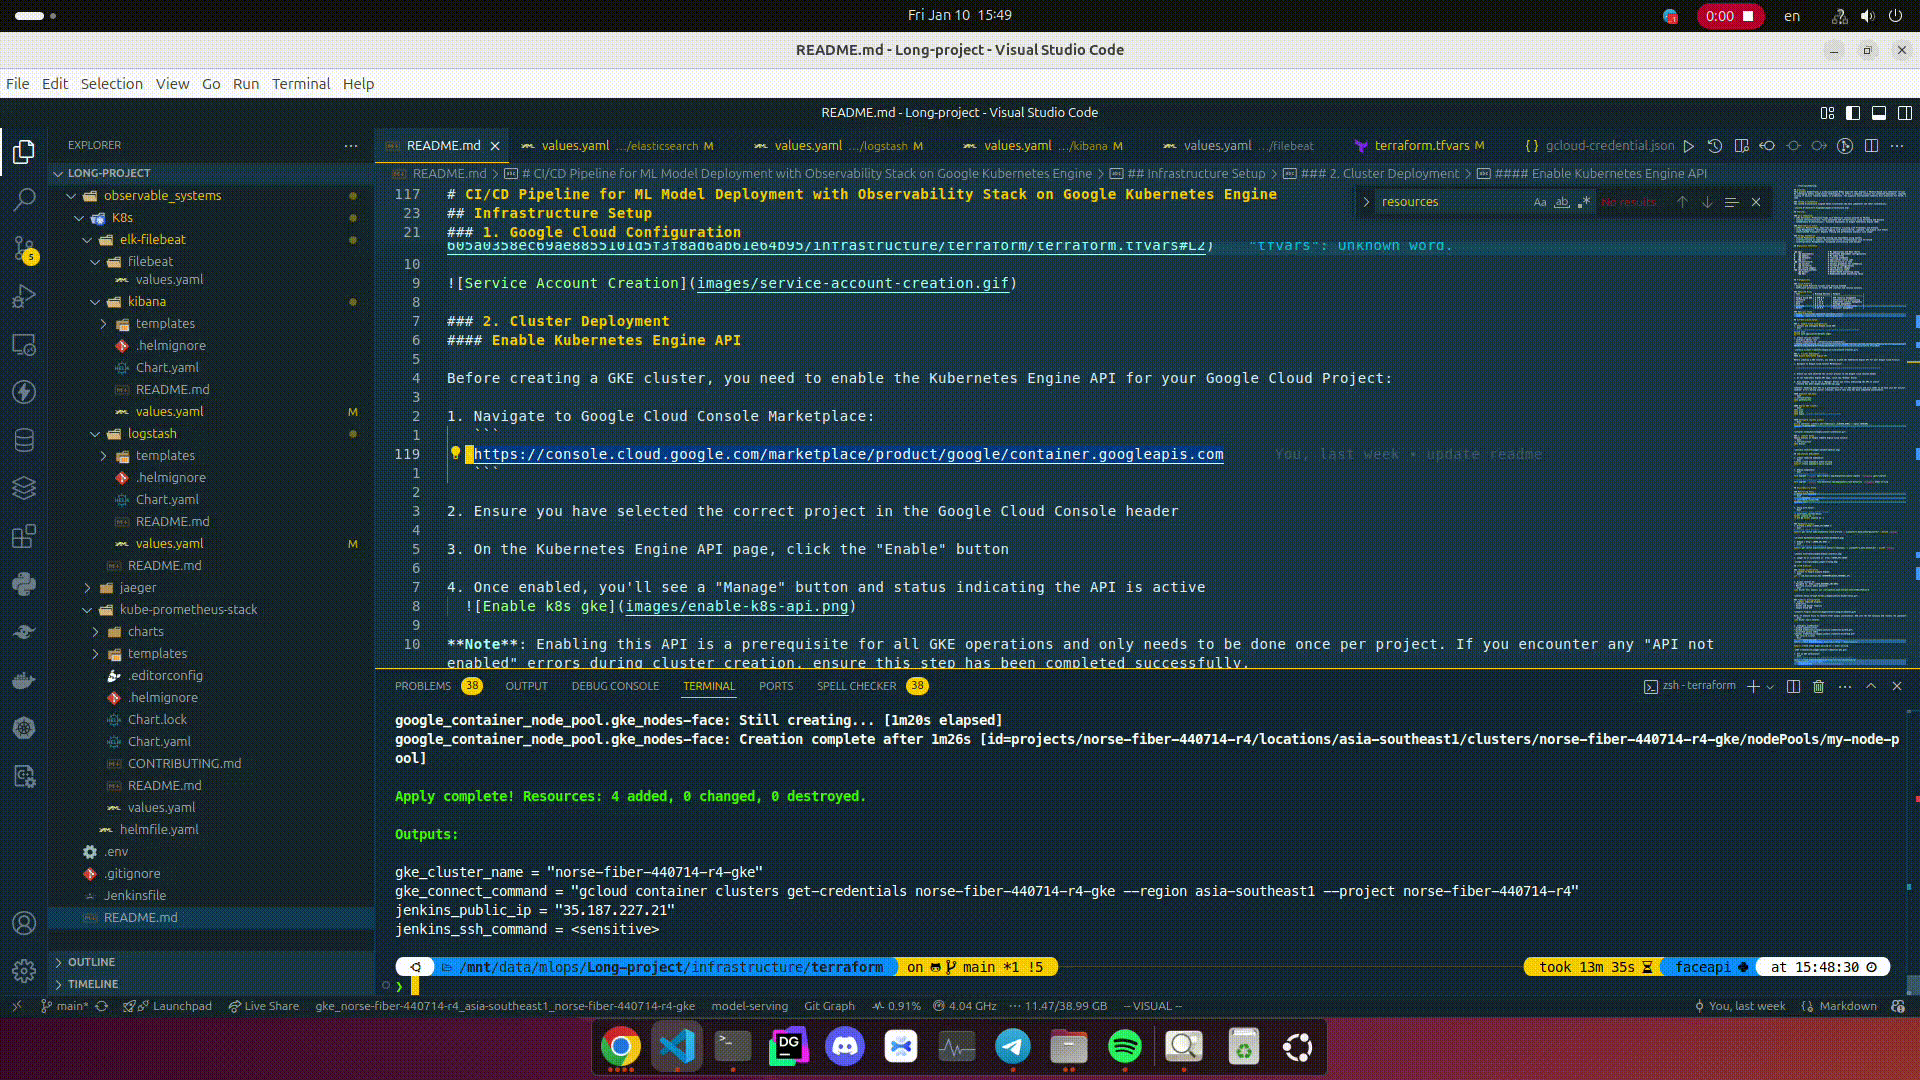 Fri Jan 10 15:49
0:00
en
README.md - Long-project - Visual Studio Code
File Edit Selection View Go Run Terminal Help
README.md - Long-project - Visual Studio Code
EXPLORER
LONG-PROJECT
observable_systems
K8s
elk-filebeat
filebeat
values.yaml
kibana
templates
.helmignore
Chart.yaml
README.md
values.yaml M
logstash
templates
.helmignore
Chart.yaml
README.md
values.yaml M
README.md
jaeger
kube-prometheus-stack
charts
templates
.editorconfig
.helmignore
Chart.lock
Chart.yaml
CONTRIBUTING.md
README.md
values.yaml
helmfile.yaml
.env
.gitignore
Jenkinsfile
README.md
OUTLINE
TIMELINE
5
README.md values.yaml .../elasticsearch M values.yaml .../logstash M values.yaml .../kibana M values.yaml .../filebeat terraform.tfvars M gcloud-credential.json
README.md > # CI/CD Pipeline for ML Model Deployment with Observability Stack on Google Kubernetes Engine > ## Infrastructure Setup > ### 2. Cluster Deployment > #### Enable Kubernetes Engine API
resources Aa ab .* No results
117 # CI/CD Pipeline for ML Model Deployment with Observability Stack on Google Kubernetes Engine
23 ## Infrastructure Setup
21 ### 1. Google Cloud Configuration
605a0358ec69ae8855101d5f3f8ad6ab61e64b95/infrastructure/terraform/terraform.tfvars#L2) "tfvars": Unknown word.
10
9 ![Service Account Creation](images/service-account-creation.gif)
8
7 ### 2. Cluster Deployment
6 #### Enable Kubernetes Engine API
5
4 Before creating a GKE cluster, you need to enable the Kubernetes Engine API for your Google Cloud Project:
3
2 1. Navigate to Google Cloud Console Marketplace:
1 ```
119 https://console.cloud.google.com/marketplace/product/google/container.googleapis.com You, last week • update readme
1 ```
2
3 2. Ensure you have selected the correct project in the Google Cloud Console header
4
5 3. On the Kubernetes Engine API page, click the "Enable" button
6
7 4. Once enabled, you'll see a "Manage" button and status indicating the API is active
8 ![Enable k8s gke](images/enable-k8s-api.png)
9
10 **Note**: Enabling this API is a prerequisite for all GKE operations and only needs to be done once per project. If you encounter any "API not
enabled" errors during cluster creation, ensure this step has been completed successfully.
PROBLEMS 38 OUTPUT DEBUG CONSOLE TERMINAL PORTS SPELL CHECKER 38 zsh - terraform
google_container_node_pool.gke_nodes-face: Still creating... [1m20s elapsed]
google_container_node_pool.gke_nodes-face: Creation complete after 1m26s [id=projects/norse-fiber-440714-r4/locations/asia-southeast1/clusters/norse-fiber-440714-r4-gke/nodePools/my-node-p
ool]
Apply complete! Resources: 4 added, 0 changed, 0 destroyed.
Outputs:
gke_cluster_name = "norse-fiber-440714-r4-gke"
gke_connect_command = "gcloud container clusters get-credentials norse-fiber-440714-r4-gke --region asia-southeast1 --project norse-fiber-440714-r4"
jenkins_public_ip = "35.187.227.21"
jenkins_ssh_command = <sensitive>
/mnt/data/mlops/Long-project/infrastructure/terraform on main *1 !5 took 13m 35s faceapi at 15:48:30
main* Launchpad Live Share gke_norse-fiber-440714-r4_asia-southeast1_norse-fiber-440714-r4-gke model-serving Git Graph 0.91% 4.04 GHz 11.47/38.99 GB -- VISUAL -- You, last week Markdown
DG